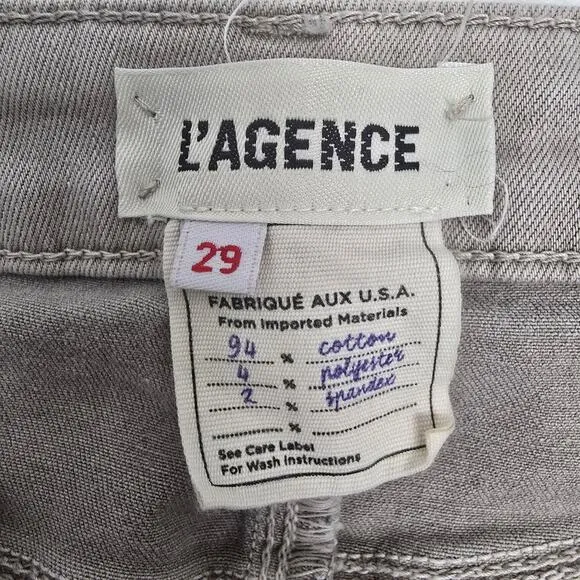 L'AGENCE
29
FABRIQUÉ AUX U.S.A.
From Imported Materials
94 % cotton
4 % polyester
2 % spandex
%
See Care Label
For Wash Instructions